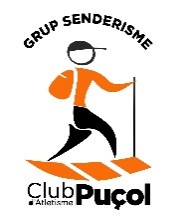 GRUP SENDERISME
Club Puçol
Atletisme